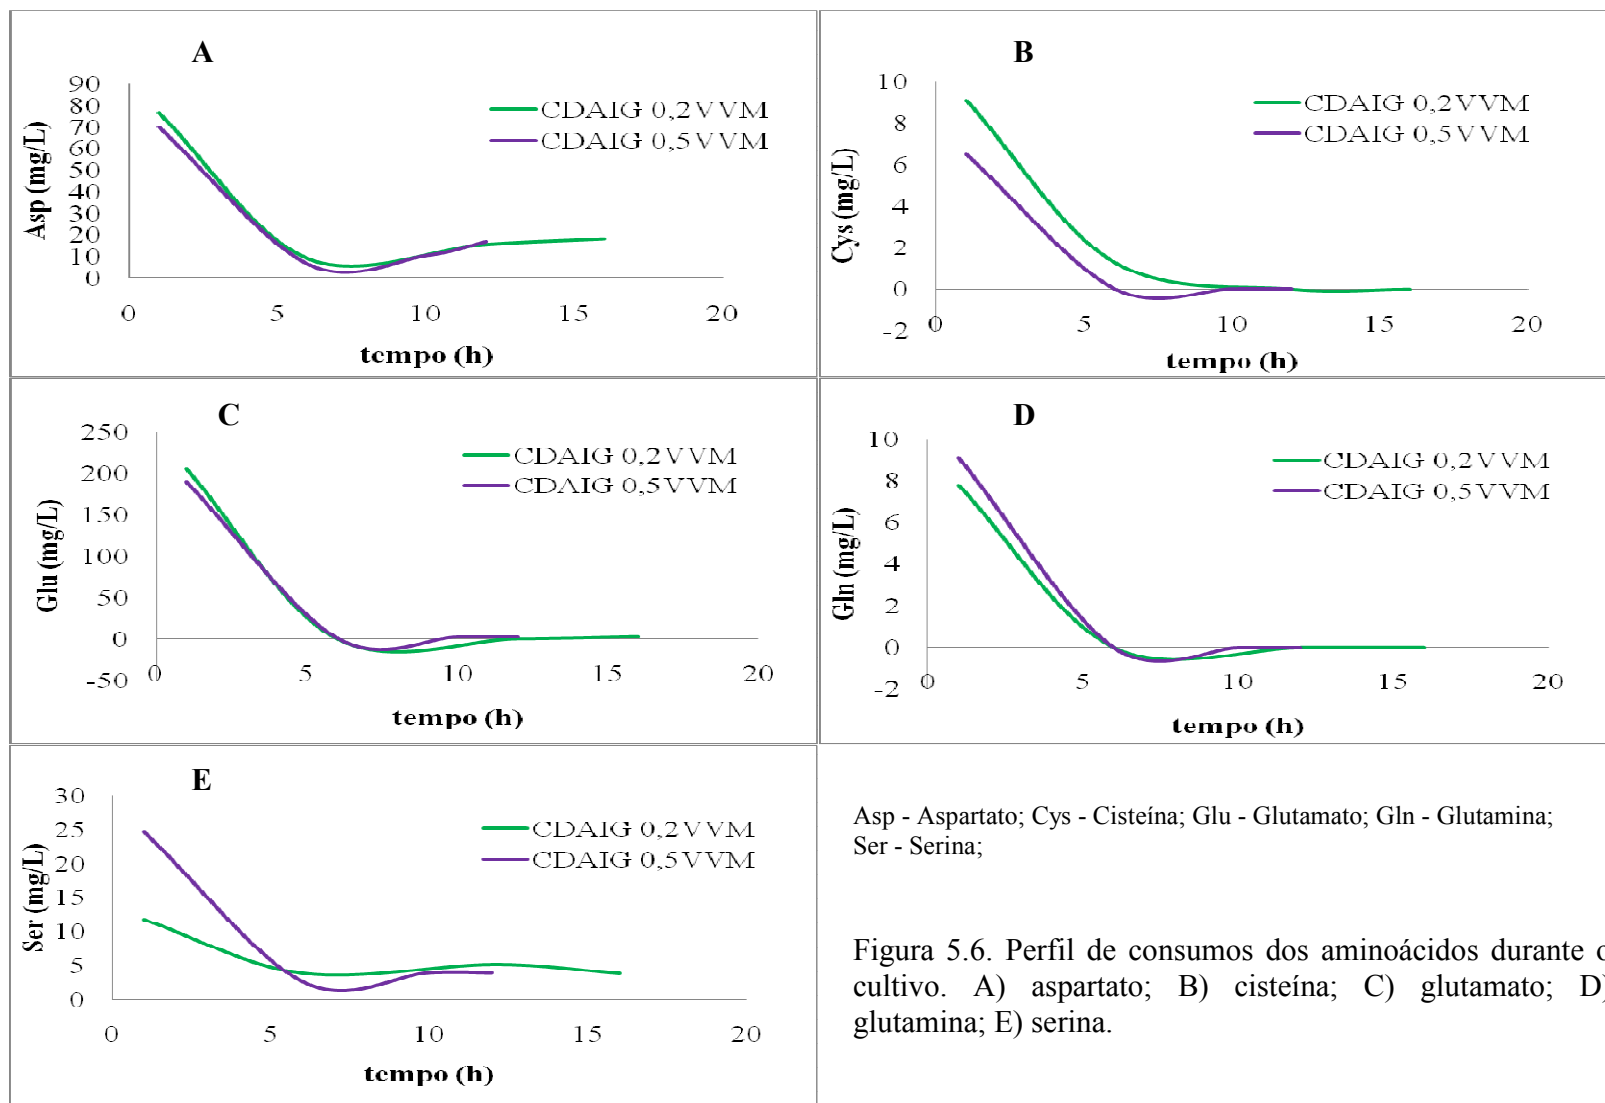 A
Asp (mg/L)
90
80
70
60
50
40
30
20
10
0
CDAIG 0,2VVM
CDAIG 0,5VVM
0 5 10 15 20
tempo (h)
B
Cys (mg/L)
10
8
6
4
2
0
-2
CDAIG 0,2VVM
CDAIG 0,5VVM
0 5 10 15 20
tempo (h)
C
Glu (mg/L)
250
200
150
100
50
0
-50
CDAIG 0,2VVM
CDAIG 0,5VVM
0 5 10 15 20
tempo (h)
D
Gln (mg/L)
10
8
6
4
2
0
-2
CDAIG 0,2VVM
CDAIG 0,5VVM
0 5 10 15 20
tempo (h)
E
Ser (mg/L)
30
25
20
15
10
5
0
CDAIG 0,2VVM
CDAIG 0,5VVM
0 5 10 15 20
tempo (h)
Asp - Aspartato; Cys - Cisteína; Glu - Glutamato; Gln - Glutamina;
Ser - Serina;
Figura 5.6. Perfil de consumos dos aminoácidos durante o
cultivo. A) aspartato; B) cisteína; C) glutamato; D)
glutamina; E) serina.